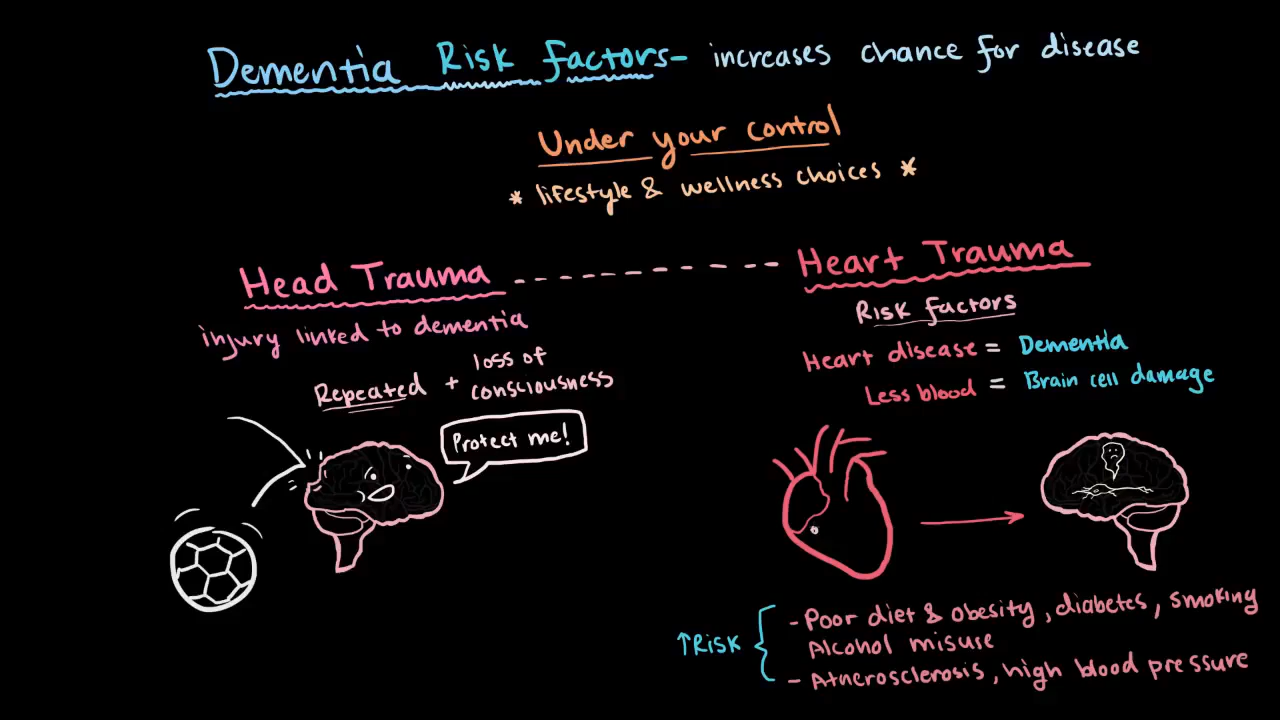 Dementia Risk Factors- increases chance for disease
Under your control
* lifestyle & wellness choices *
Head Trauma
injury linked to dementia
Repeated + loss of
consciousness
Protect me!
Heart Trauma
Risk factors
Heart disease = Dementia
Less blood = Brain cell damage
↑Risk
- Poor diet & obesity, diabetes, smoking
Alcohol misuse
- Atherosclerosis, high blood pressure